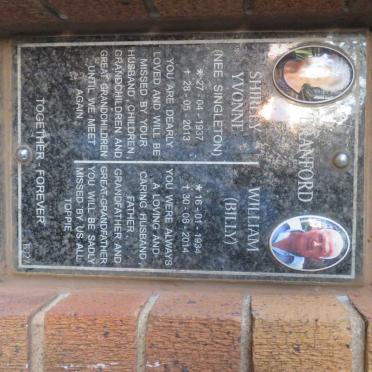 SHIRLEY
YVONNE
(NEE SINGLETON)
* 27 - 04 - 1937
† 28 - 05 - 2013
YOU ARE DEARLY
LOVED AND WILL BE
MISSED BY YOUR
HUSBAND, CHILDREN,
GRANDCHILDREN AND
GREAT GRANDCHILDREN
UNTIL WE MEET
AGAIN.
WILLIAM
(BILLY)
* 16 - 01 - 1934
† 30 - 08 - 2014
YOU WERE ALWAYS
A LOVING AND
CARING HUSBAND,
FATHER,
GRANDFATHER AND
GREAT-GRANDFATHER
YOU WILL BE SADLY
MISSED BY US ALL
TOPPIE
TOGETHER FOREVER